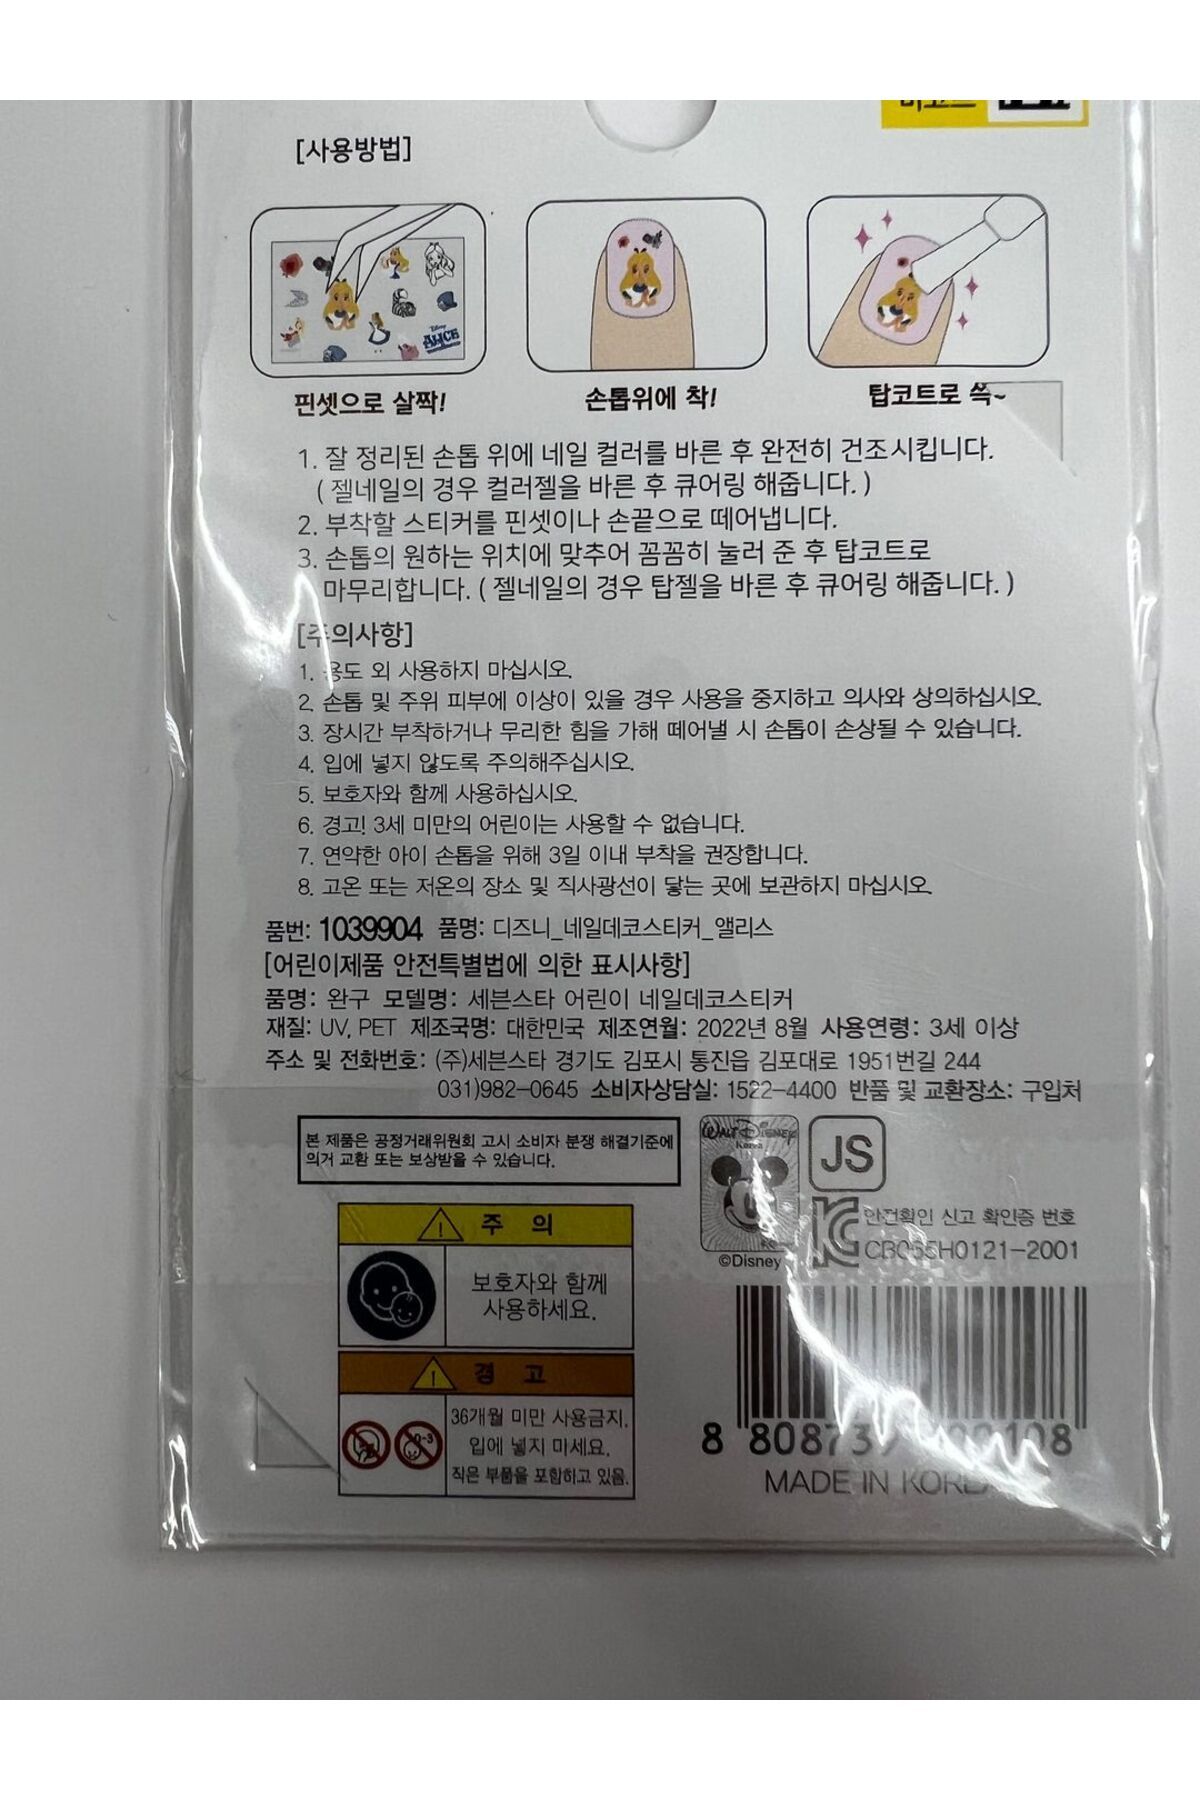 [사용방법]
핀셋으로 살짝!
손톱위에 착!
탑코트로 쓱~
1. 잘 정리된 손톱 위에 네일 컬러를 바른 후 완전히 건조시킵니다.
( 젤네일의 경우 컬러젤을 바른 후 큐어링 해줍니다. )
2. 부착할 스티커를 핀셋이나 손끝으로 떼어냅니다.
3. 손톱의 원하는 위치에 맞추어 꼼꼼히 눌러 준 후 탑코트로
마무리합니다. ( 젤네일의 경우 탑젤을 바른 후 큐어링 해줍니다. )
[주의사항]
1. 용도 외 사용하지 마십시오.
2. 손톱 및 주위 피부에 이상이 있을 경우 사용을 중지하고 의사와 상의하십시오.
3. 장시간 부착하거나 무리한 힘을 가해 떼어낼 시 손톱이 손상될 수 있습니다.
4. 입에 넣지 않도록 주의해주십시오.
5. 보호자와 함께 사용하십시오.
6. 경고! 3세 미만의 어린이는 사용할 수 없습니다.
7. 연약한 아이 손톱을 위해 3일 이내 부착을 권장합니다.
8. 고온 또는 저온의 장소 및 직사광선이 닿는 곳에 보관하지 마십시오.
품번: 1039904 품명: 디즈니_네일데코스티커_앨리스
[어린이제품 안전특별법에 의한 표시사항]
품명: 완구 모델명: 세븐스타 어린이 네일데코스티커
재질: UV, PET 제조국명: 대한민국 제조연월: 2022년 8월 사용연령: 3세 이상
주소 및 전화번호: (주)세븐스타 경기도 김포시 통진읍 김포대로 1951번길 244
031)982-0645 소비자상담실: 1522-4400 반품 및 교환장소: 구입처
본 제품은 공정거래위원회 고시 소비자 분쟁 해결기준에
의거 교환 또는 보상받을 수 있습니다.
WALT DISNEY
Korea
©Disney
JS
안전확인 신고 확인증 번호
CB065H0121-2001
주 의
보호자와 함께
사용하세요.
경 고
0-3
36개월 미만 사용금지.
입에 넣지 마세요.
작은 부품을 포함하고 있음.
MADE IN